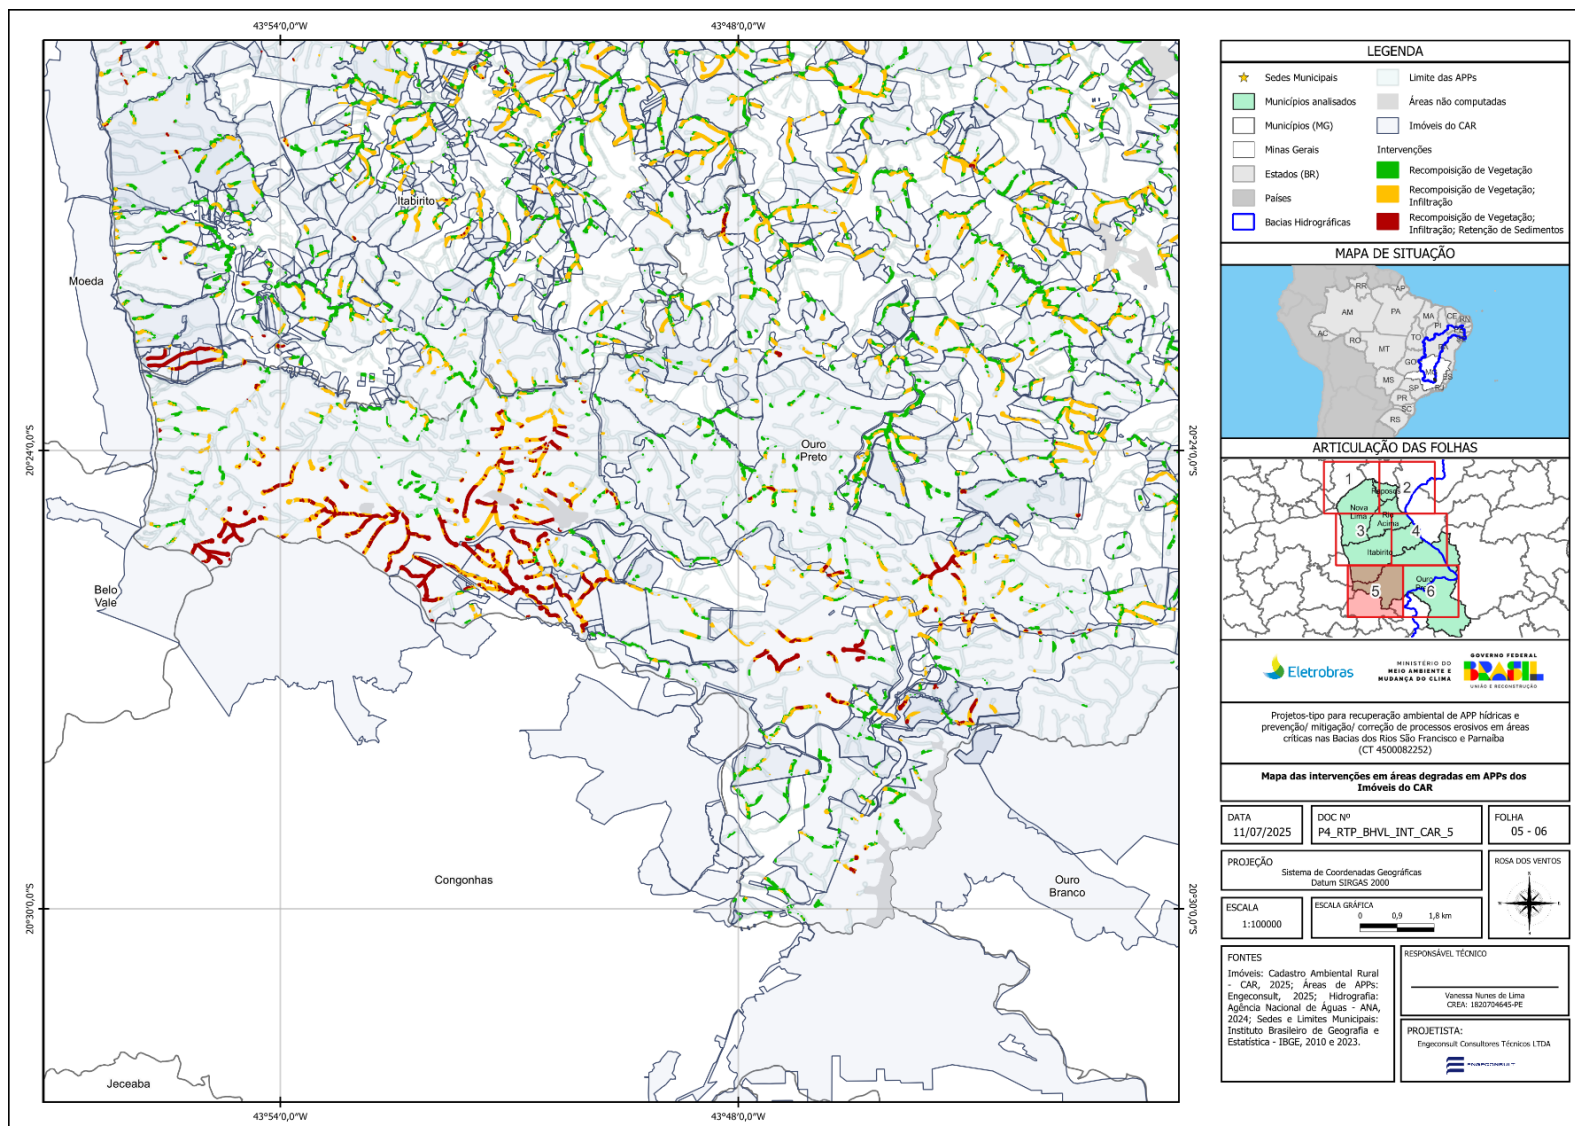 43°54'0,0"W
43°48'0,0"W
20°24'0,0"S
20°24'0,0"S
20°30'0,0"S
20°30'0,0"S
43°54'0,0"W
43°48'0,0"W
Itabirito
Moeda
Ouro
Preto
Belo
Vale
Congonhas
Ouro
Branco
Jeceaba
LEGENDA
Sedes Municipais
Municípios analisados
Municípios (MG)
Minas Gerais
Estados (BR)
Países
Bacias Hidrográficas
Limite das APPs
Áreas não computadas
Imóveis do CAR
Intervenções
Recompoisição de Vegetação
Recompoisição de Vegetação;
Infiltração
Recompoisição de Vegetação;
Infiltração; Retenção de Sedimentos
MAPA DE SITUAÇÃO
RR
AP
AM
PA
MA
CE
RN
PI
AC
RO
TO
MT
GO
MS
SP
RJ
PR
SC
RS
ARTICULAÇÃO DAS FOLHAS
1
2
Raposos
Nova
Lima
Rio
Acima
3
4
Itabirito
5
Ouro
6
Eletrobras
MINISTÉRIO DO
MEIO AMBIENTE E
MUDANÇA DO CLIMA
GOVERNO FEDERAL
BRASIL
UNIÃO E RECONSTRUÇÃO
Projetos-tipo para recuperação ambiental de APP hídricas e
prevenção/ mitigação/ correção de processos erosivos em áreas
críticas nas Bacias dos Rios São Francisco e Parnaíba
(CT 4500082252)
Mapa das intervenções em áreas degradadas em APPs dos
Imóveis do CAR
DATA
11/07/2025
DOC Nº
P4_RTP_BHVL_INT_CAR_5
FOLHA
05 - 06
PROJEÇÃO
Sistema de Coordenadas Geográficas
Datum SIRGAS 2000
ROSA DOS VENTOS
ESCALA
1:100000
ESCALA GRÁFICA
0 0,9 1,8 km
FONTES
Imóveis: Cadastro Ambiental Rural
- CAR, 2025; Áreas de APPs:
Engeconsult, 2025; Hidrografia:
Agência Nacional de Águas - ANA,
2024; Sedes e Limites Municipais:
Instituto Brasileiro de Geografia e
Estatística - IBGE, 2010 e 2023.
RESPONSÁVEL TÉCNICO
Vanessa Nunes de Lima
CREA: 1820704645-PE
PROJETISTA:
Engeconsult Consultores Técnicos LTDA
ENGECONSULT